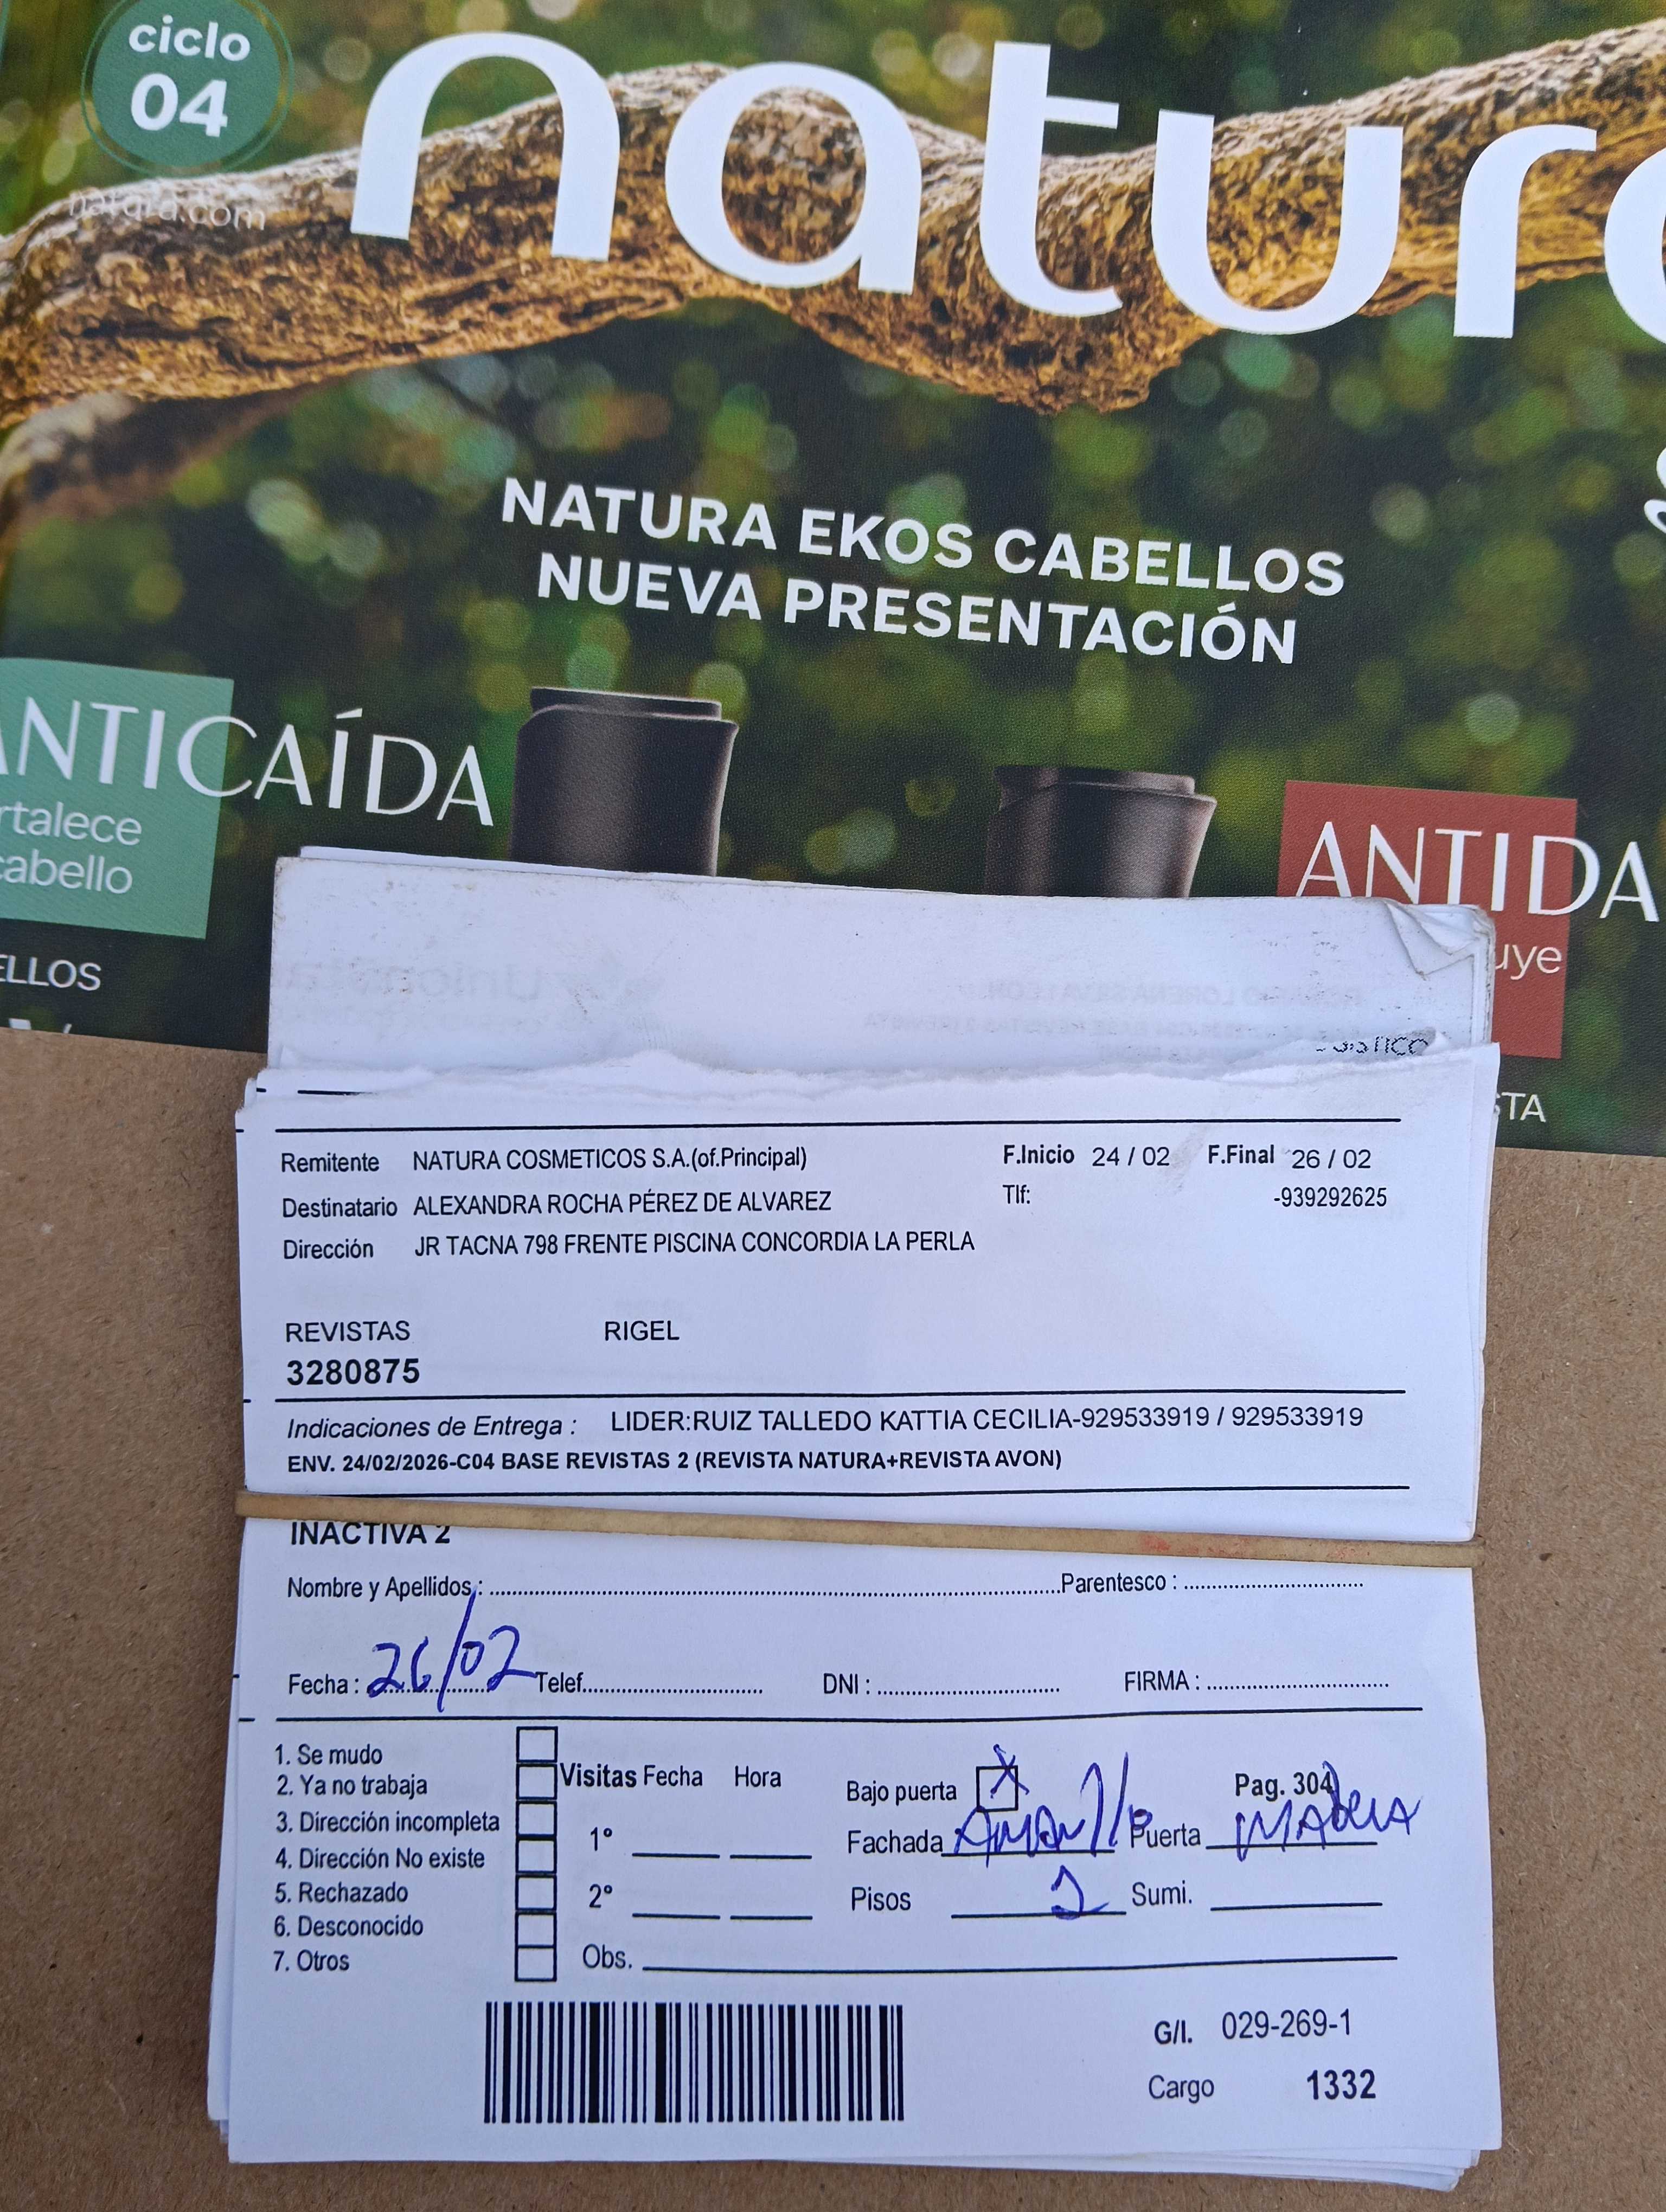 ciclo
04
natura.com
natura
NATURA EKOS CABELLOS
NUEVA PRESENTACIÓN
ANTICAÍDA
rtalece
cabello
ELLOS
ANTIDA
uye
STA
Remitente NATURA COSMETICOS S.A.(of.Principal) F.Inicio 24 / 02 F.Final 26 / 02
Destinatario ALEXANDRA ROCHA PÉREZ DE ALVAREZ Tlf: -939292625
Dirección JR TACNA 798 FRENTE PISCINA CONCORDIA LA PERLA
REVISTAS RIGEL
3280875
Indicaciones de Entrega : LIDER:RUIZ TALLEDO KATTIA CECILIA-929533919 / 929533919
ENV. 24/02/2026-C04 BASE REVISTAS 2 (REVISTA NATURA+REVISTA AVON)
INACTIVA 2
Nombre y Apellidos : Parentesco :
Fecha : 26/02 Telef. DNI : FIRMA :
1. Se mudo
2. Ya no trabaja
3. Dirección incompleta
4. Dirección No existe
5. Rechazado
6. Desconocido
7. Otros
Visitas Fecha Hora
1°
2°
Obs.
Bajo puerta X Pag. 304
Fachada Amarillo Puerta MADERA
Pisos 2 Sumi.
G/I. 029-269-1
Cargo 1332